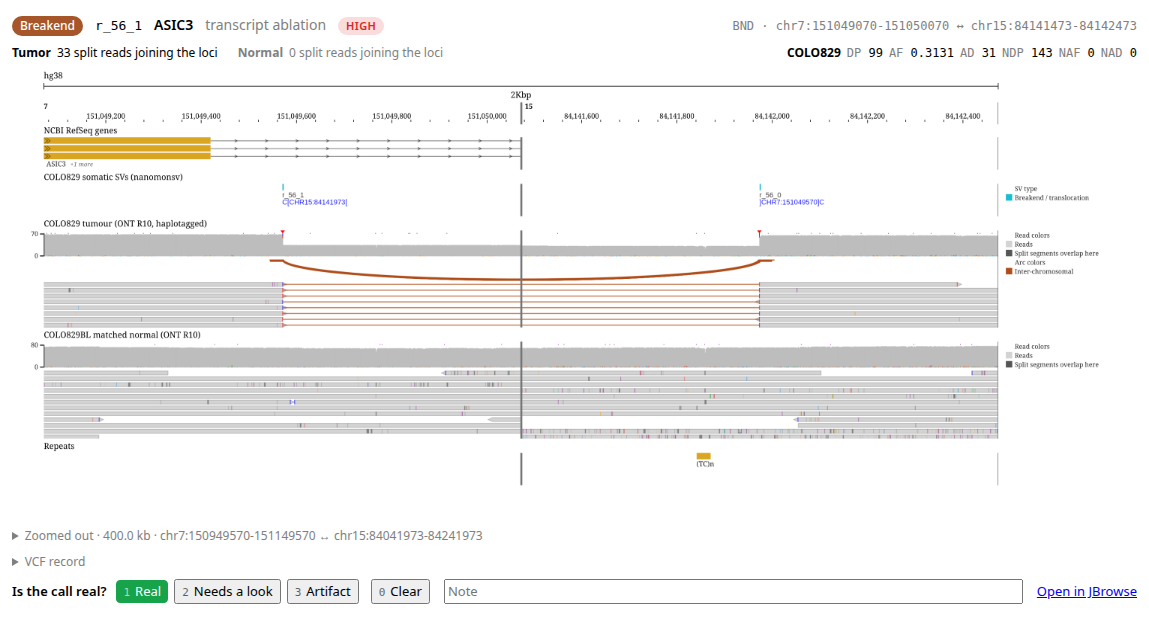 Breakend r_56_1 ASIC3 transcript ablation HIGH BND · chr7:151049070-151050070 ↔ chr15:84141473-84142473
Tumor 33 split reads joining the loci Normal 0 split reads joining the loci COLO829 DP 99 AF 0.3131 AD 31 NDP 143 NAF 0 NAD 0
hg38
2Kbp
7 15
151,049,200 151,049,400 151,049,600 151,049,800 151,050,000 84,141,600 84,141,800 84,142,000 84,142,200 84,142,400
NCBI RefSeq genes
ASIC3 +1 more
COLO829 somatic SVs (nanomonsv)
r_56_1 r_56_0
C[CHR15:84141973[ ]CHR7:151049570]C
SV type
Breakend / translocation
COLO829 tumour (ONT R10, haplotagged)
70
0
Read colors
Reads
Split segments overlap here
Arc colors
Inter-chromosomal
COLO829BL matched normal (ONT R10)
80
0
Read colors
Reads
Split segments overlap here
Repeats
(TC)n
▶ Zoomed out · 400.0 kb · chr7:150949570-151149570 ↔ chr15:84041973-84241973
▶ VCF record
Is the call real? 1 Real 2 Needs a look 3 Artifact 0 Clear Note Open in JBrowse